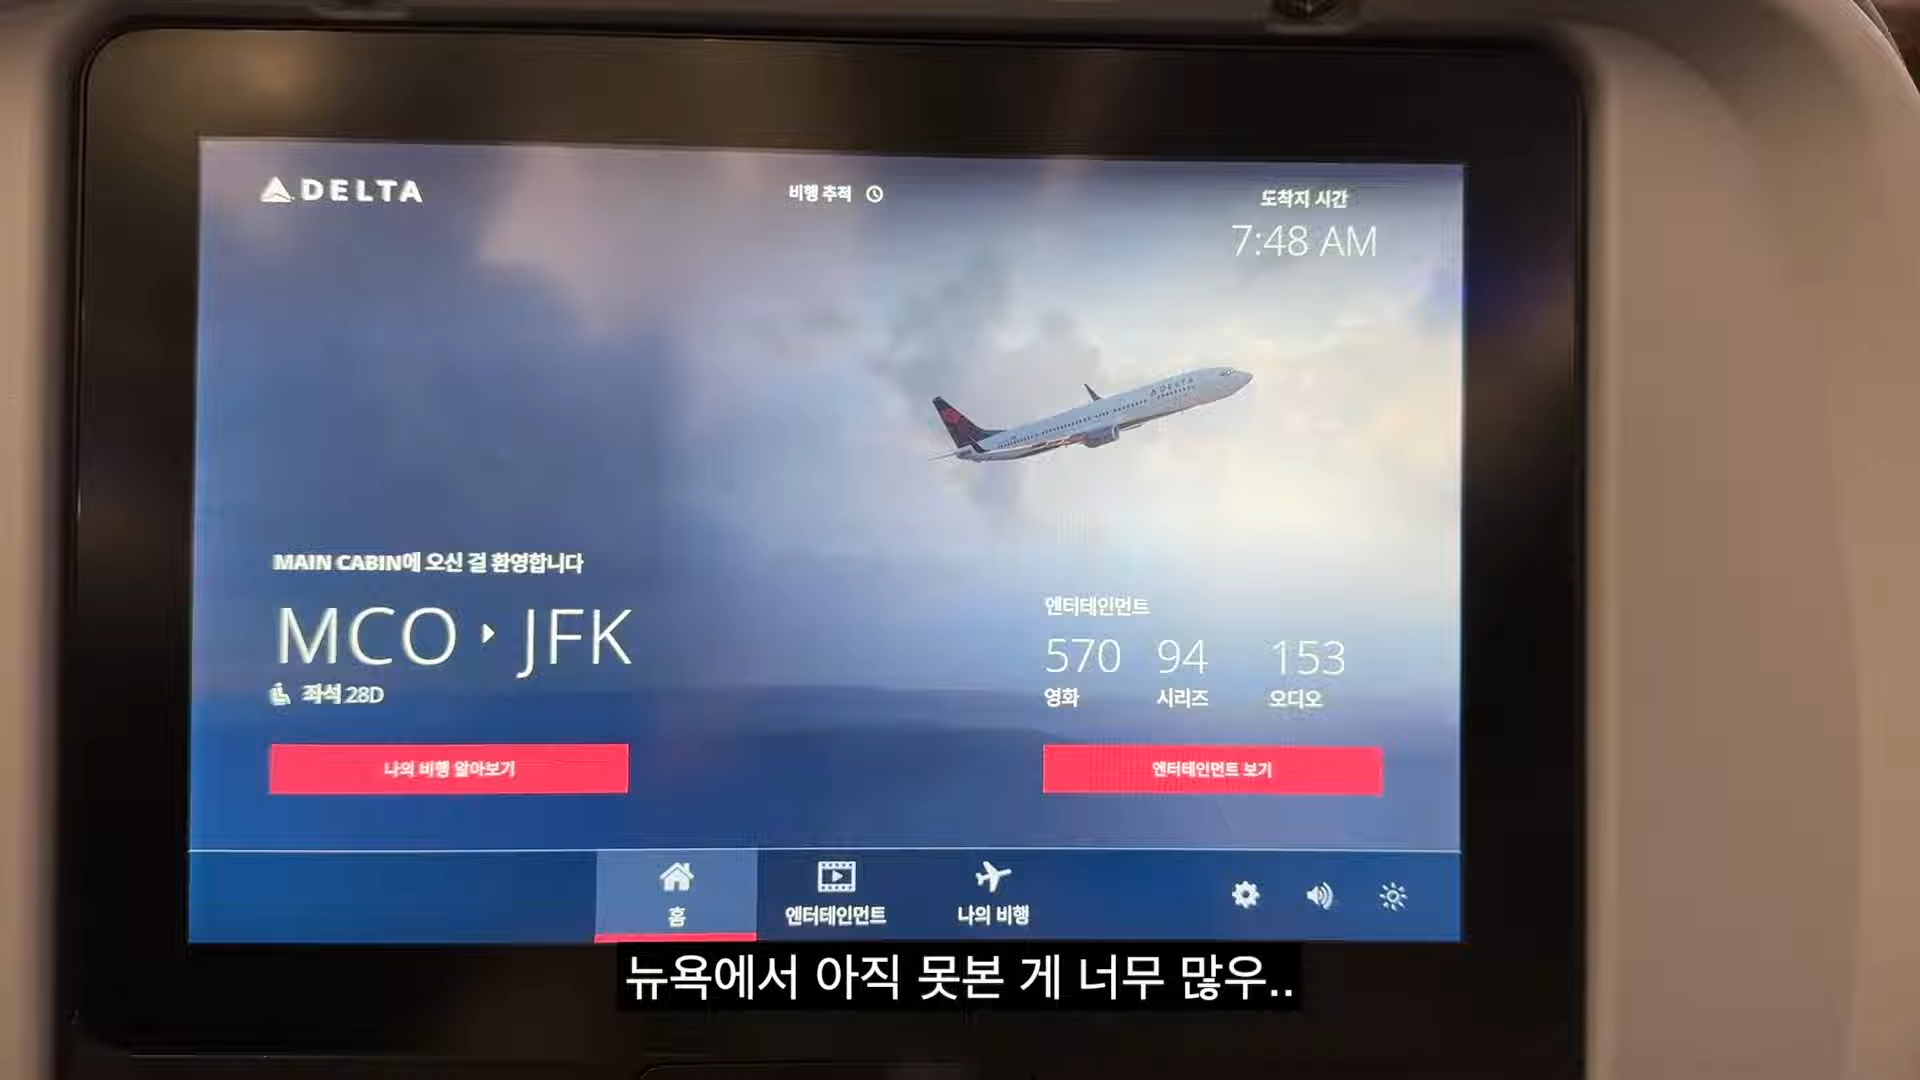 DELTA
비행 추적
도착지 시간
7:48 AM
DELTA
MAIN CABIN에 오신 걸 환영합니다
MCO JFK
좌석 28D
나의 비행 알아보기
엔터테인먼트
570 94 153
영화 시리즈 오디오
엔터테인먼트 보기
홈 엔터테인먼트 나의 비행
뉴욕에서 아직 못본 게 너무 많우..